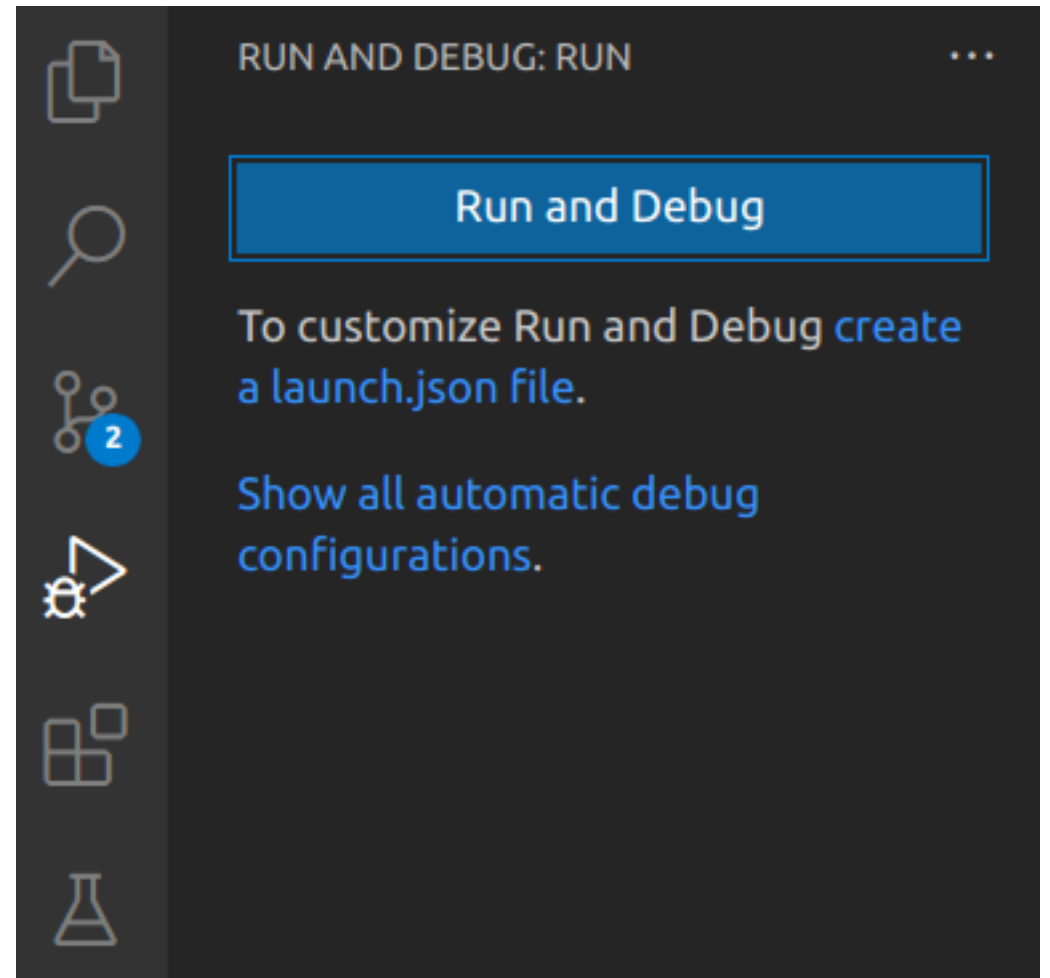 RUN AND DEBUG: RUN
Run and Debug
To customize Run and Debug create
a launch.json file.
2
Show all automatic debug
configurations.